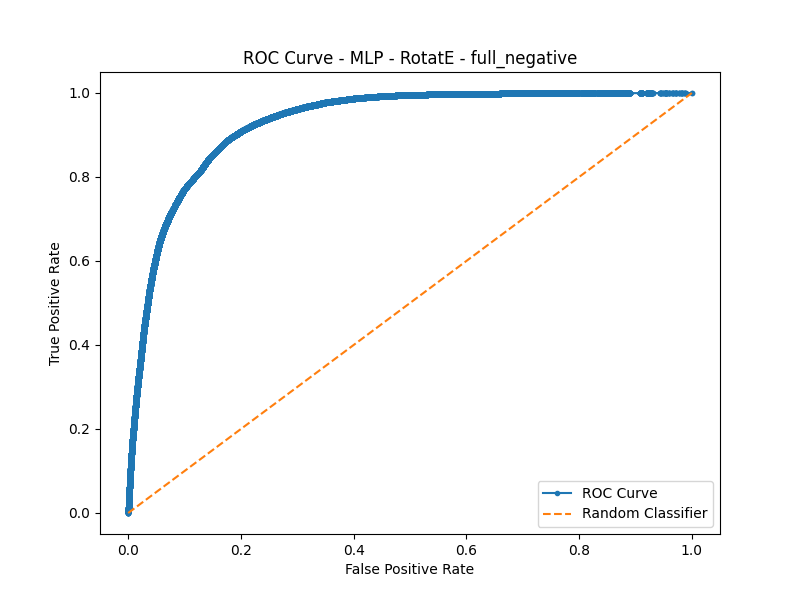 ROC Curve - MLP - RotatE - full_negative
1.0
0.8
0.6
0.4
0.2
0.0
True Positive Rate
0.0 0.2 0.4 0.6 0.8 1.0
False Positive Rate
ROC Curve
Random Classifier